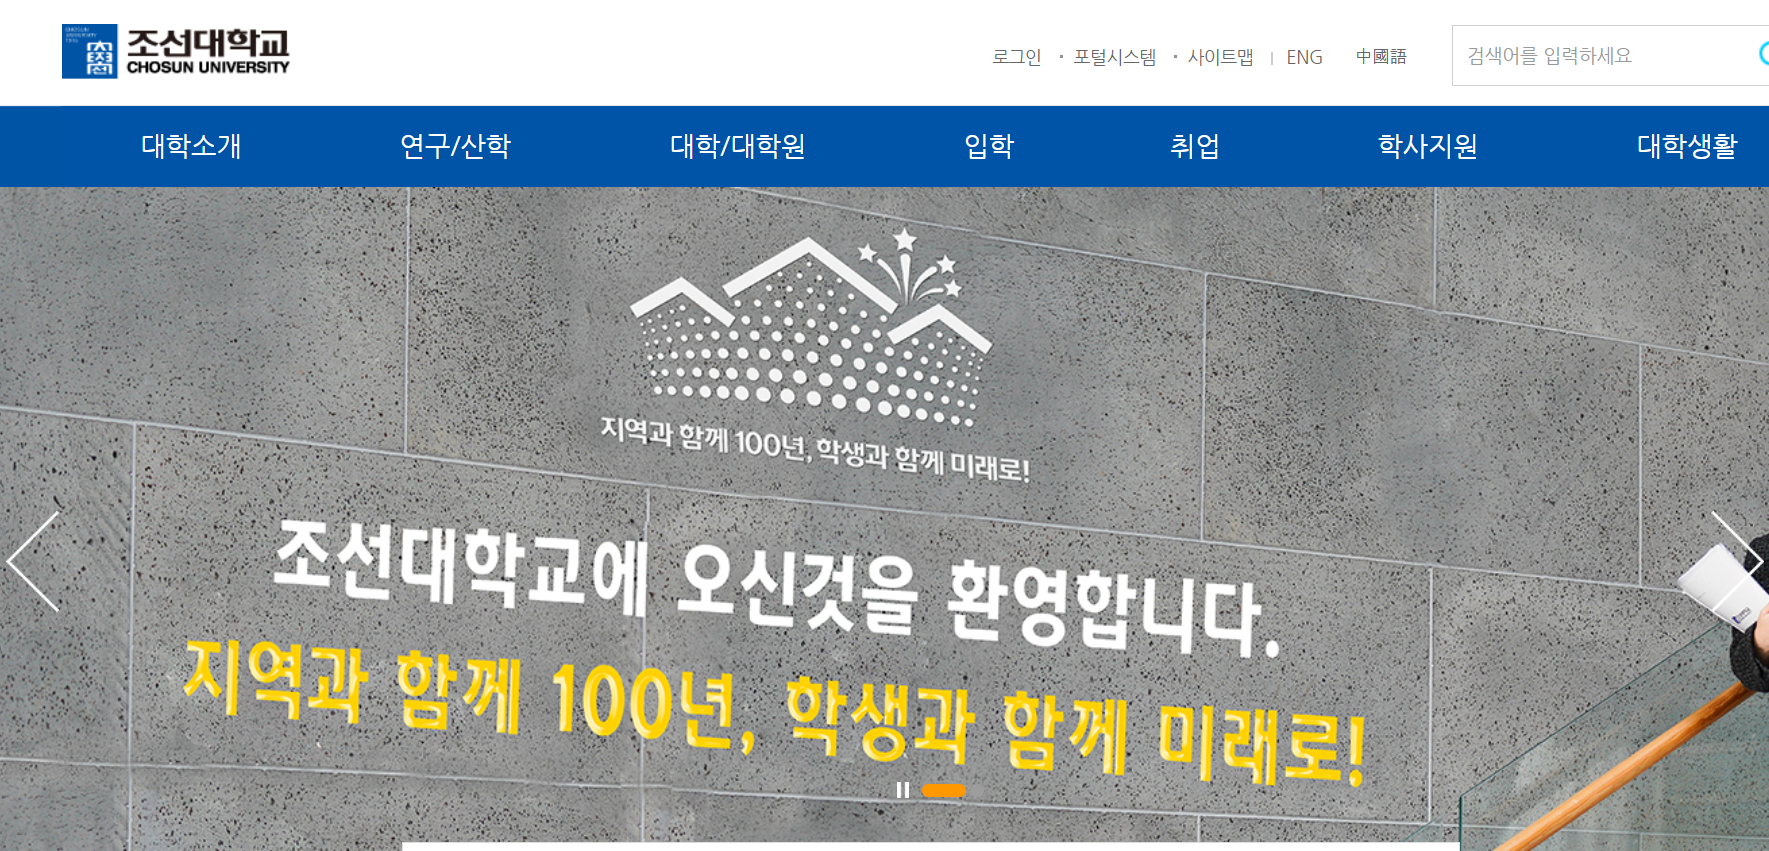 조선대학교
CHOSUN UNIVERSITY
로그인 · 포털시스템 · 사이트맵 | ENG 中國語
검색어를 입력하세요
대학소개 연구/산학 대학/대학원 입학 취업 학사지원 대학생활
지역과 함께 100년, 학생과 함께 미래로!
조선대학교에 오신것을 환영합니다.
지역과 함께 100년, 학생과 함께 미래로!